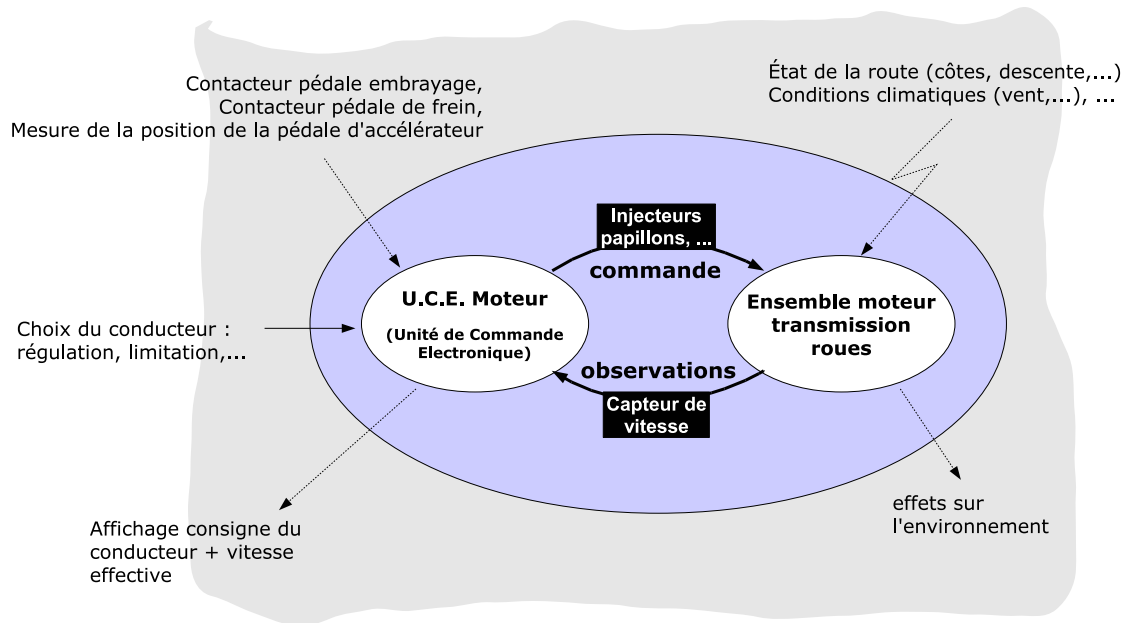 Contacteur pédale embrayage,
Contacteur pédale de frein,
Mesure de la position de la pédale d'accélérateur
État de la route (côtes, descente,...)
Conditions climatiques (vent,...), ...
Injecteurs
papillons, ...
commande
U.C.E. Moteur
(Unité de Commande
Electronique)
Ensemble moteur
transmission
roues
Choix du conducteur :
régulation, limitation,...
observations
Capteur de
vitesse
Affichage consigne du
conducteur + vitesse
effective
effets sur
l'environnement